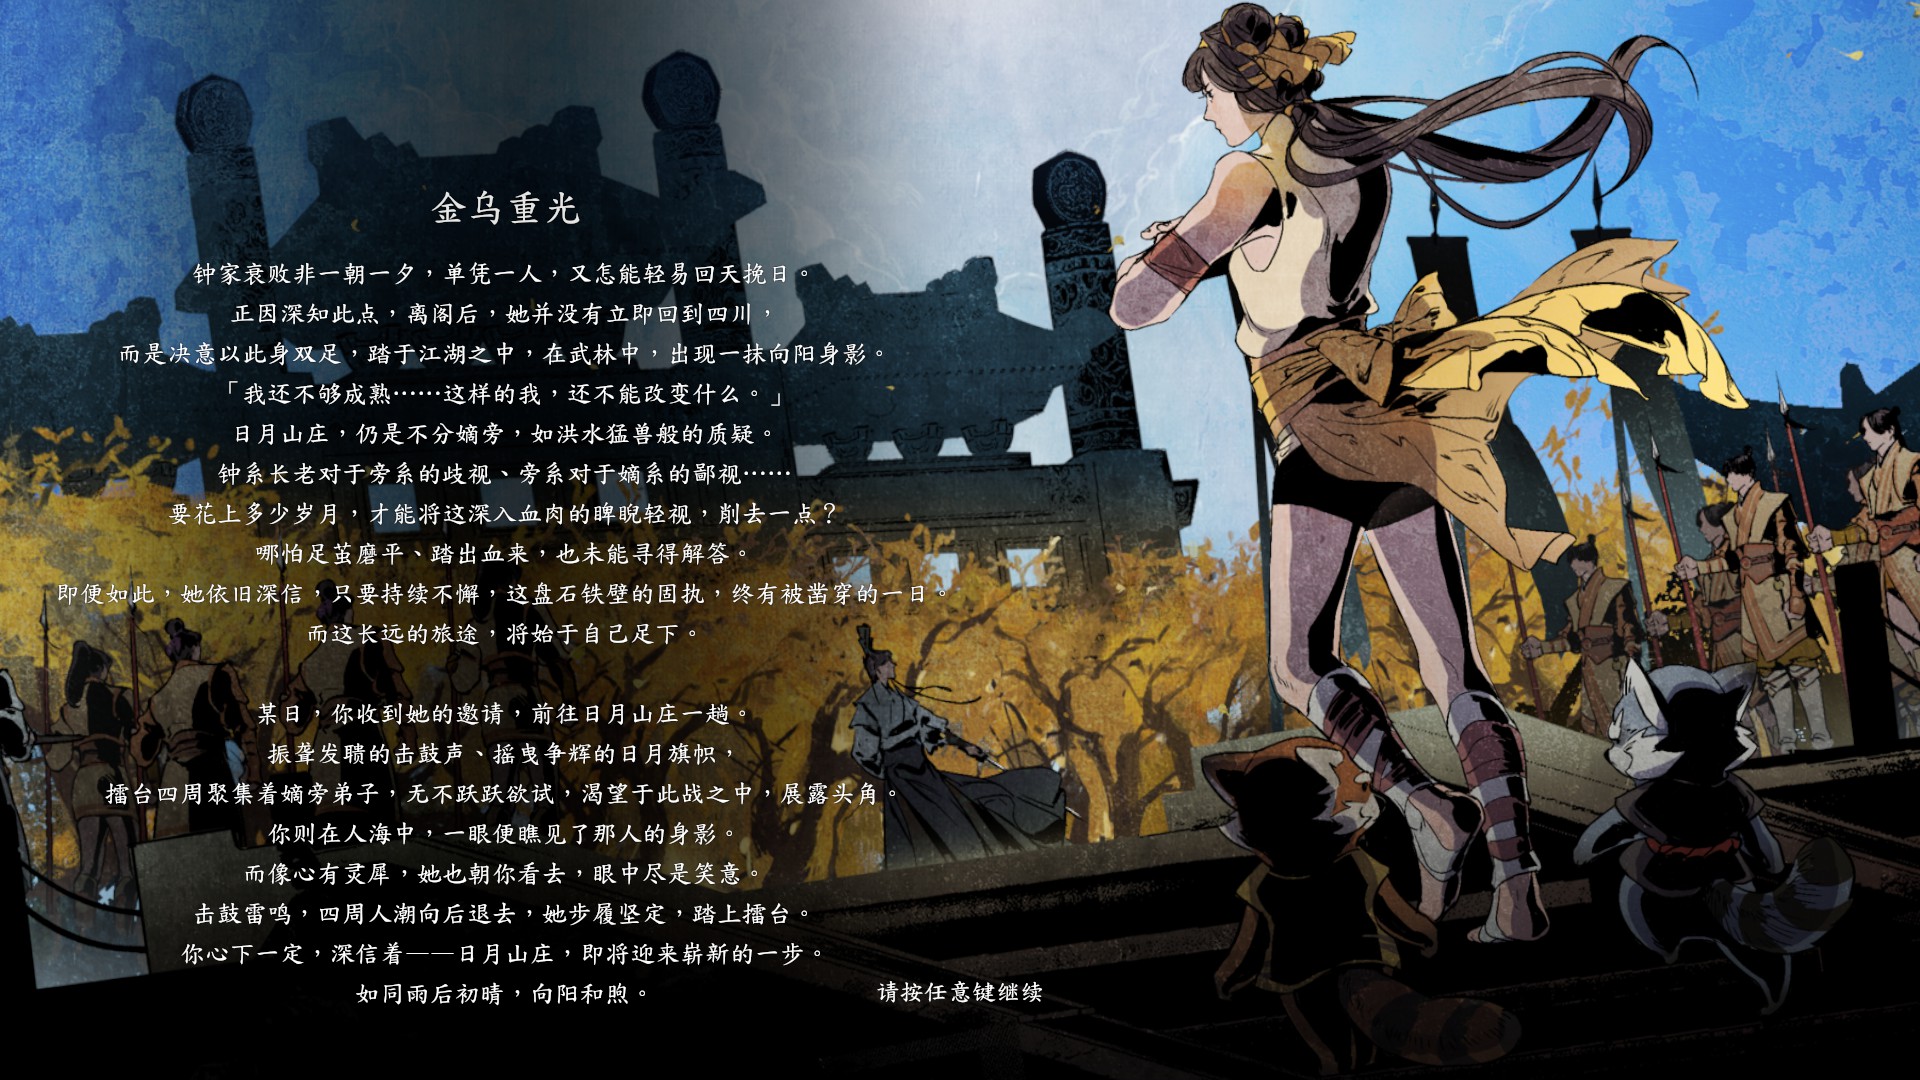 金乌重光
钟家衰败非一朝一夕，单凭一人，又怎能轻易回天挽日。
正因深知此点，离阁后，她并没有立即回到四川，
而是决意以此身双足，踏于江湖之中，在武林中，出现一抹向阳身影。
「我还不够成熟……这样的我，还不能改变什么。」
日月山庄，仍是不分嫡旁，如洪水猛兽般的质疑。
钟系长老对于旁系的歧视、旁系对于嫡系的鄙视……
要花上多少岁月，才能将这深入血肉的睥睨轻视，削去一点？
哪怕足茧磨平、踏出血来，也未能寻得解答。
即便如此，她依旧深信，只要持续不懈，这盘石铁壁的固执，终有被凿穿的一日。
而这长远的旅途，将始于自己足下。
某日，你收到她的邀请，前往日月山庄一趟。
振聋发聩的击鼓声、摇曳争辉的日月旗帜，
擂台四周聚集着嫡旁弟子，无不跃跃欲试，渴望于此战之中，展露头角。
你则在人海中，一眼便瞧见了那人的身影。
而像心有灵犀，她也朝你看去，眼中尽是笑意。
击鼓雷鸣，四周人潮向后退去，她步履坚定，踏上擂台。
你心下一定，深信着——日月山庄，即将迎来崭新的一步。
如同雨后初晴，向阳和煦。
请按任意键继续